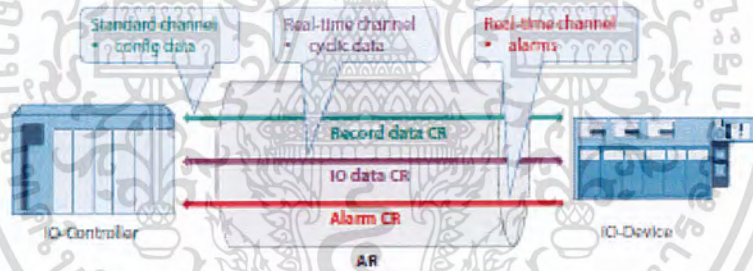 Standard channel
• config data
Real-time channel
• cyclic data
Real-time channel
• alarms
Record data CR
IO data CR
Alarm CR
IO-Controller
IO-Device
AR